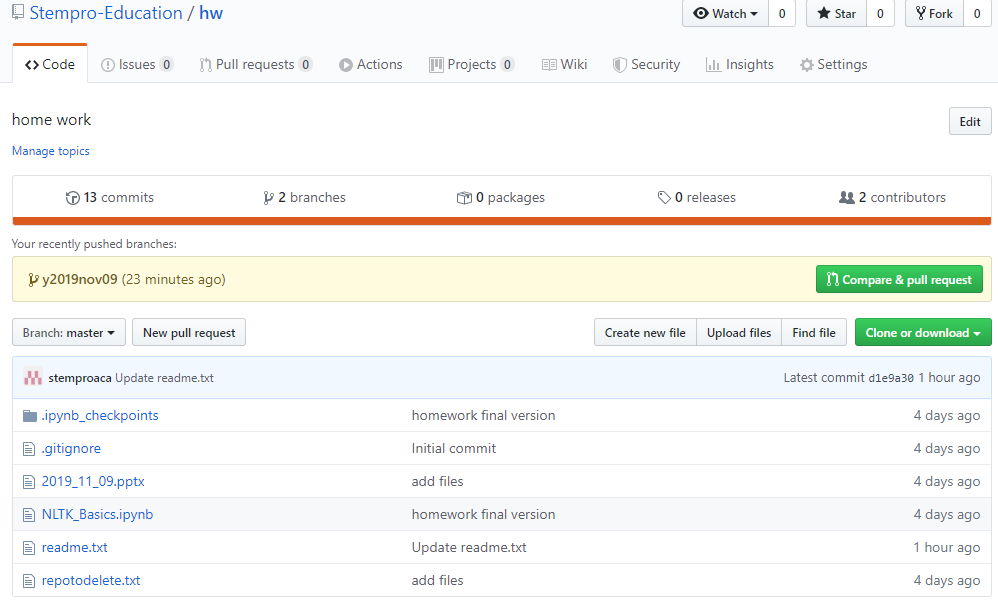 Stempro-Education / hw Watch 0 Star 0 Fork 0
Code Issues 0 Pull requests 0 Actions Projects 0 Wiki Security Insights Settings
home work Edit
Manage topics
13 commits 2 branches 0 packages 0 releases 2 contributors
Your recently pushed branches:
y2019nov09 (23 minutes ago) Compare & pull request
Branch: master New pull request Create new file Upload files Find file Clone or download
stemproaca Update readme.txt Latest commit d1e9a30 1 hour ago
.ipynb_checkpoints homework final version 4 days ago
.gitignore Initial commit 4 days ago
2019_11_09.pptx add files 4 days ago
NLTK_Basics.ipynb homework final version 4 days ago
readme.txt Update readme.txt 1 hour ago
repotodelete.txt add files 4 days ago